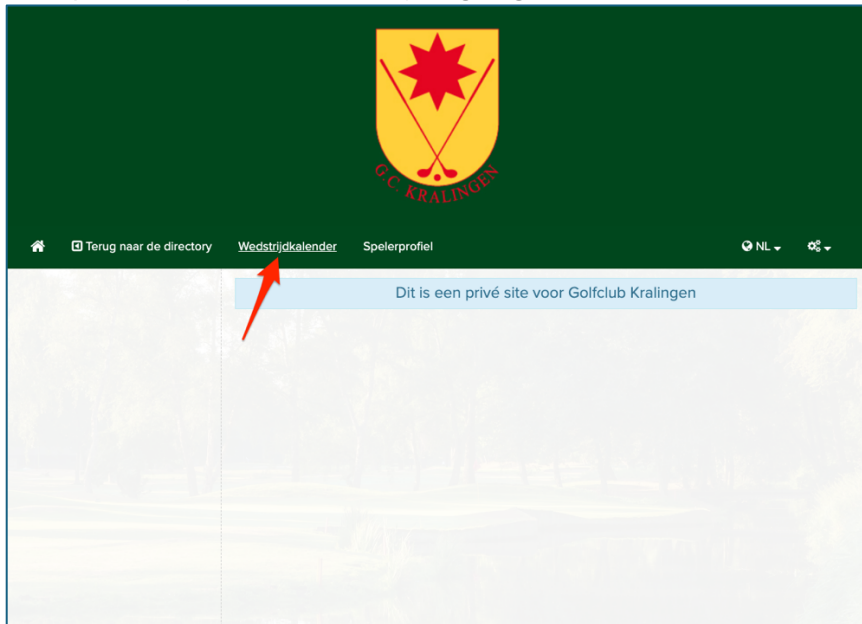 G.C. KRALINGEN
Terug naar de directory Wedstrijdkalender Spelerprofiel NL
Dit is een privé site voor Golfclub Kralingen